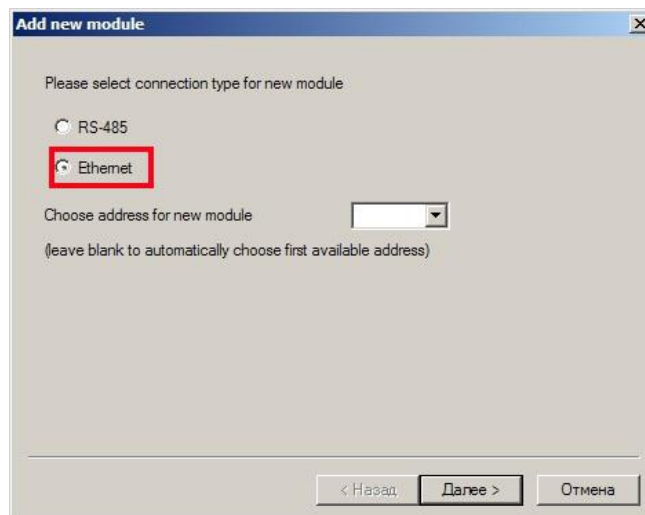 Add new module
Please select connection type for new module
RS-485
Ethernet
Choose address for new module
(leave blank to automatically choose first available address)
< Назад
Далее >
Отмена